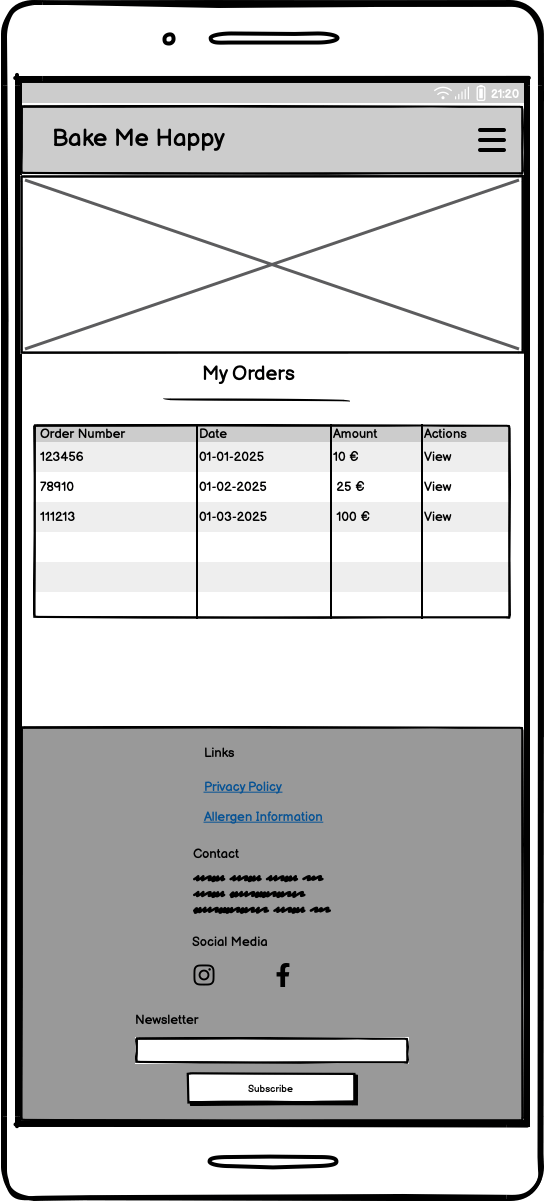 21:20
Bake Me Happy
My Orders
Order Number Date Amount Actions
123456 01-01-2025 10 € View
78910 01-02-2025 25 € View
111213 01-03-2025 100 € View
Links
Privacy Policy
Allergen Information
Contact
Social Media
Newsletter
Subscribe